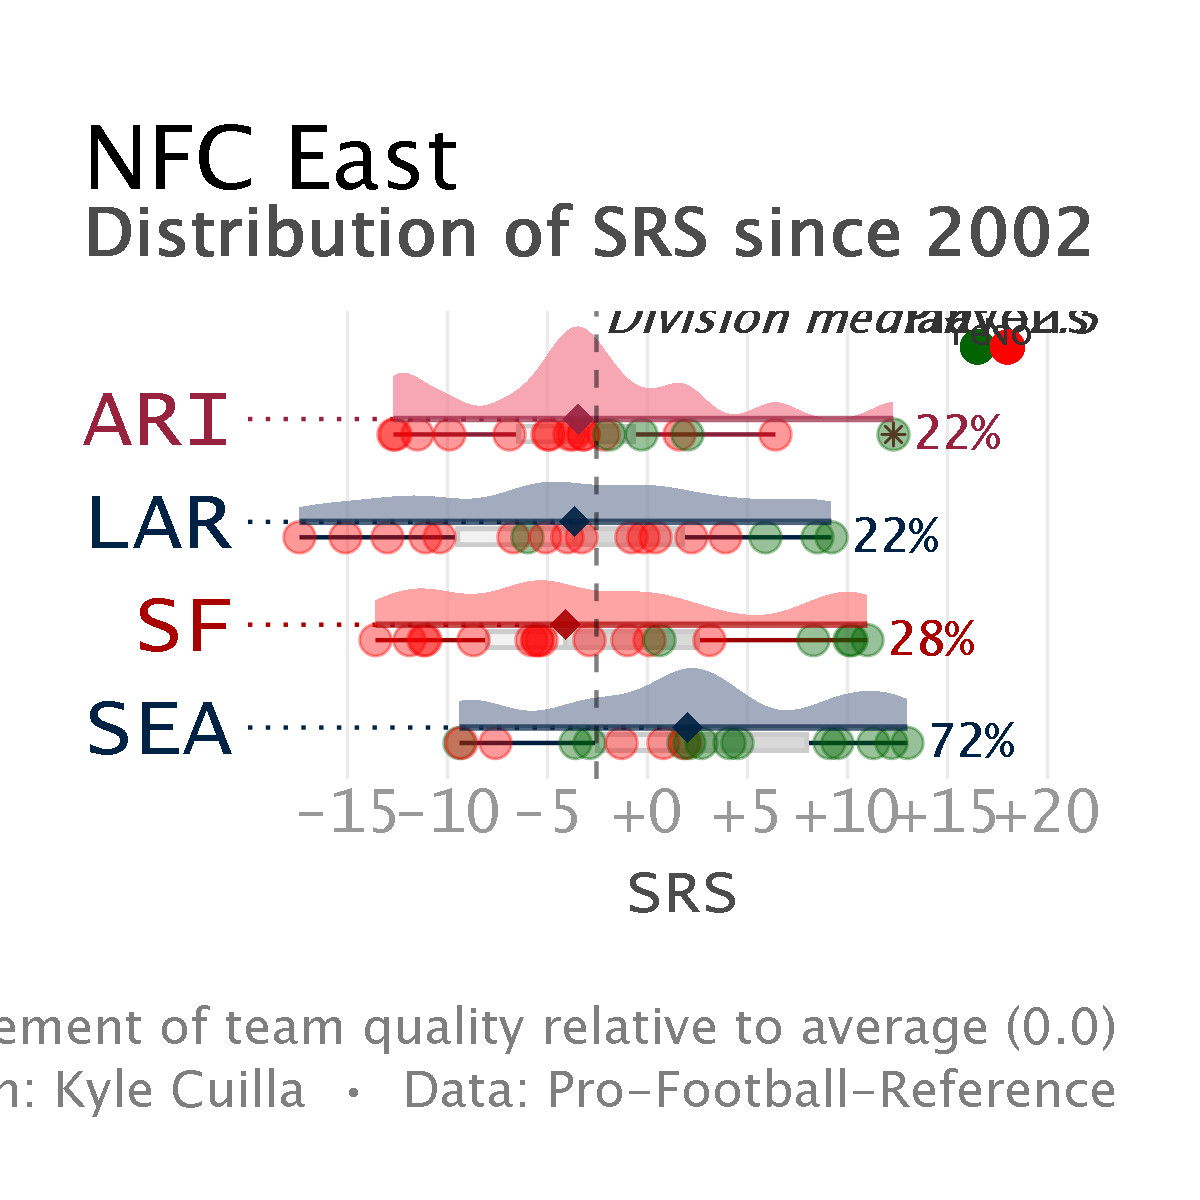 NFC East
Distribution of SRS since 2002
Division median
ARI 22%
LAR 22%
SF 28%
SEA 72%
−15 −10 −5 +0 +5 +10 +15 +20
SRS
ement of team quality relative to average (0.0)
n: Kyle Cuilla • Data: Pro−Football−Reference